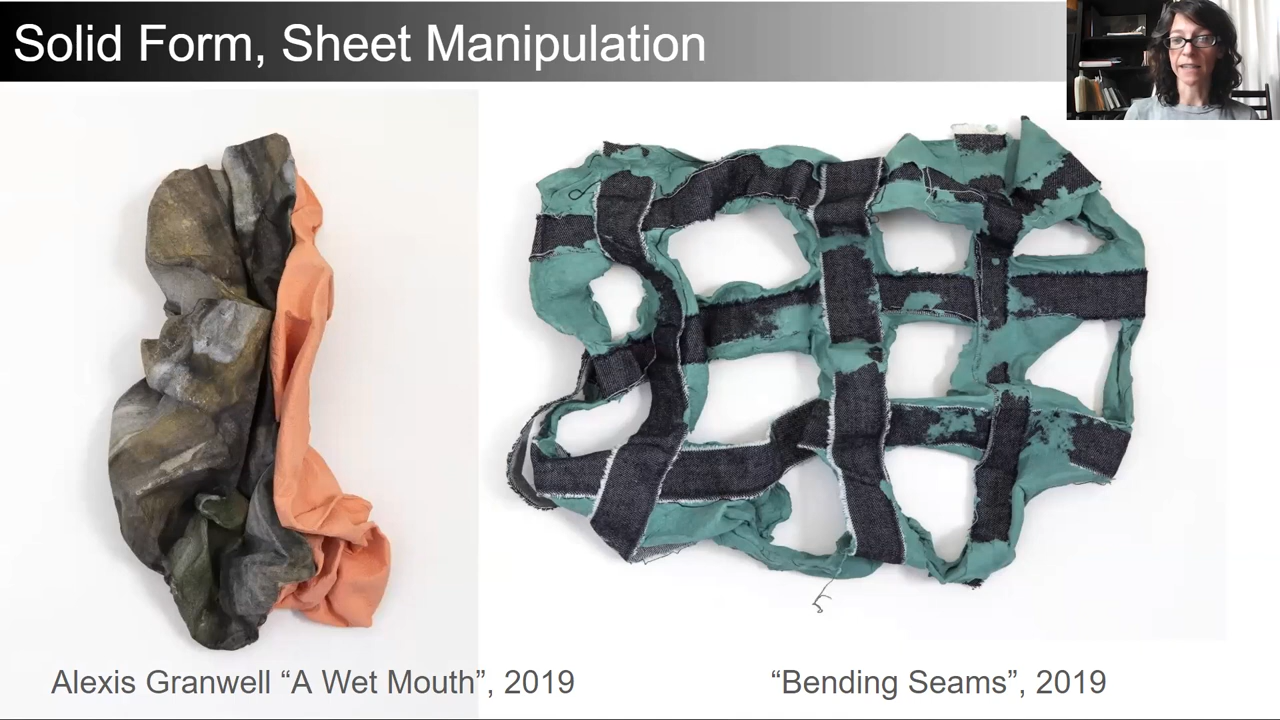 Solid Form, Sheet Manipulation
Alexis Granwell “A Wet Mouth”, 2019
“Bending Seams”, 2019